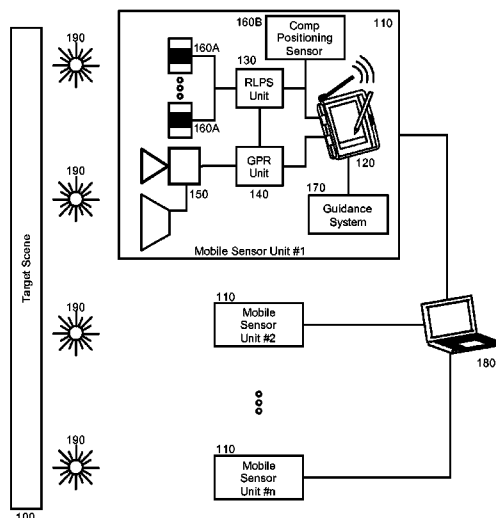 160B
110
190
Comp
Positioning
Sensor
160A
130
RLPS
Unit
160A
120
190
GPR
Unit
150
140
170
Guidance
System
Mobile Sensor Unit #1
Target Scene
190
110
Mobile
Sensor
Unit #2
180
190
110
Mobile
Sensor
Unit #n
100